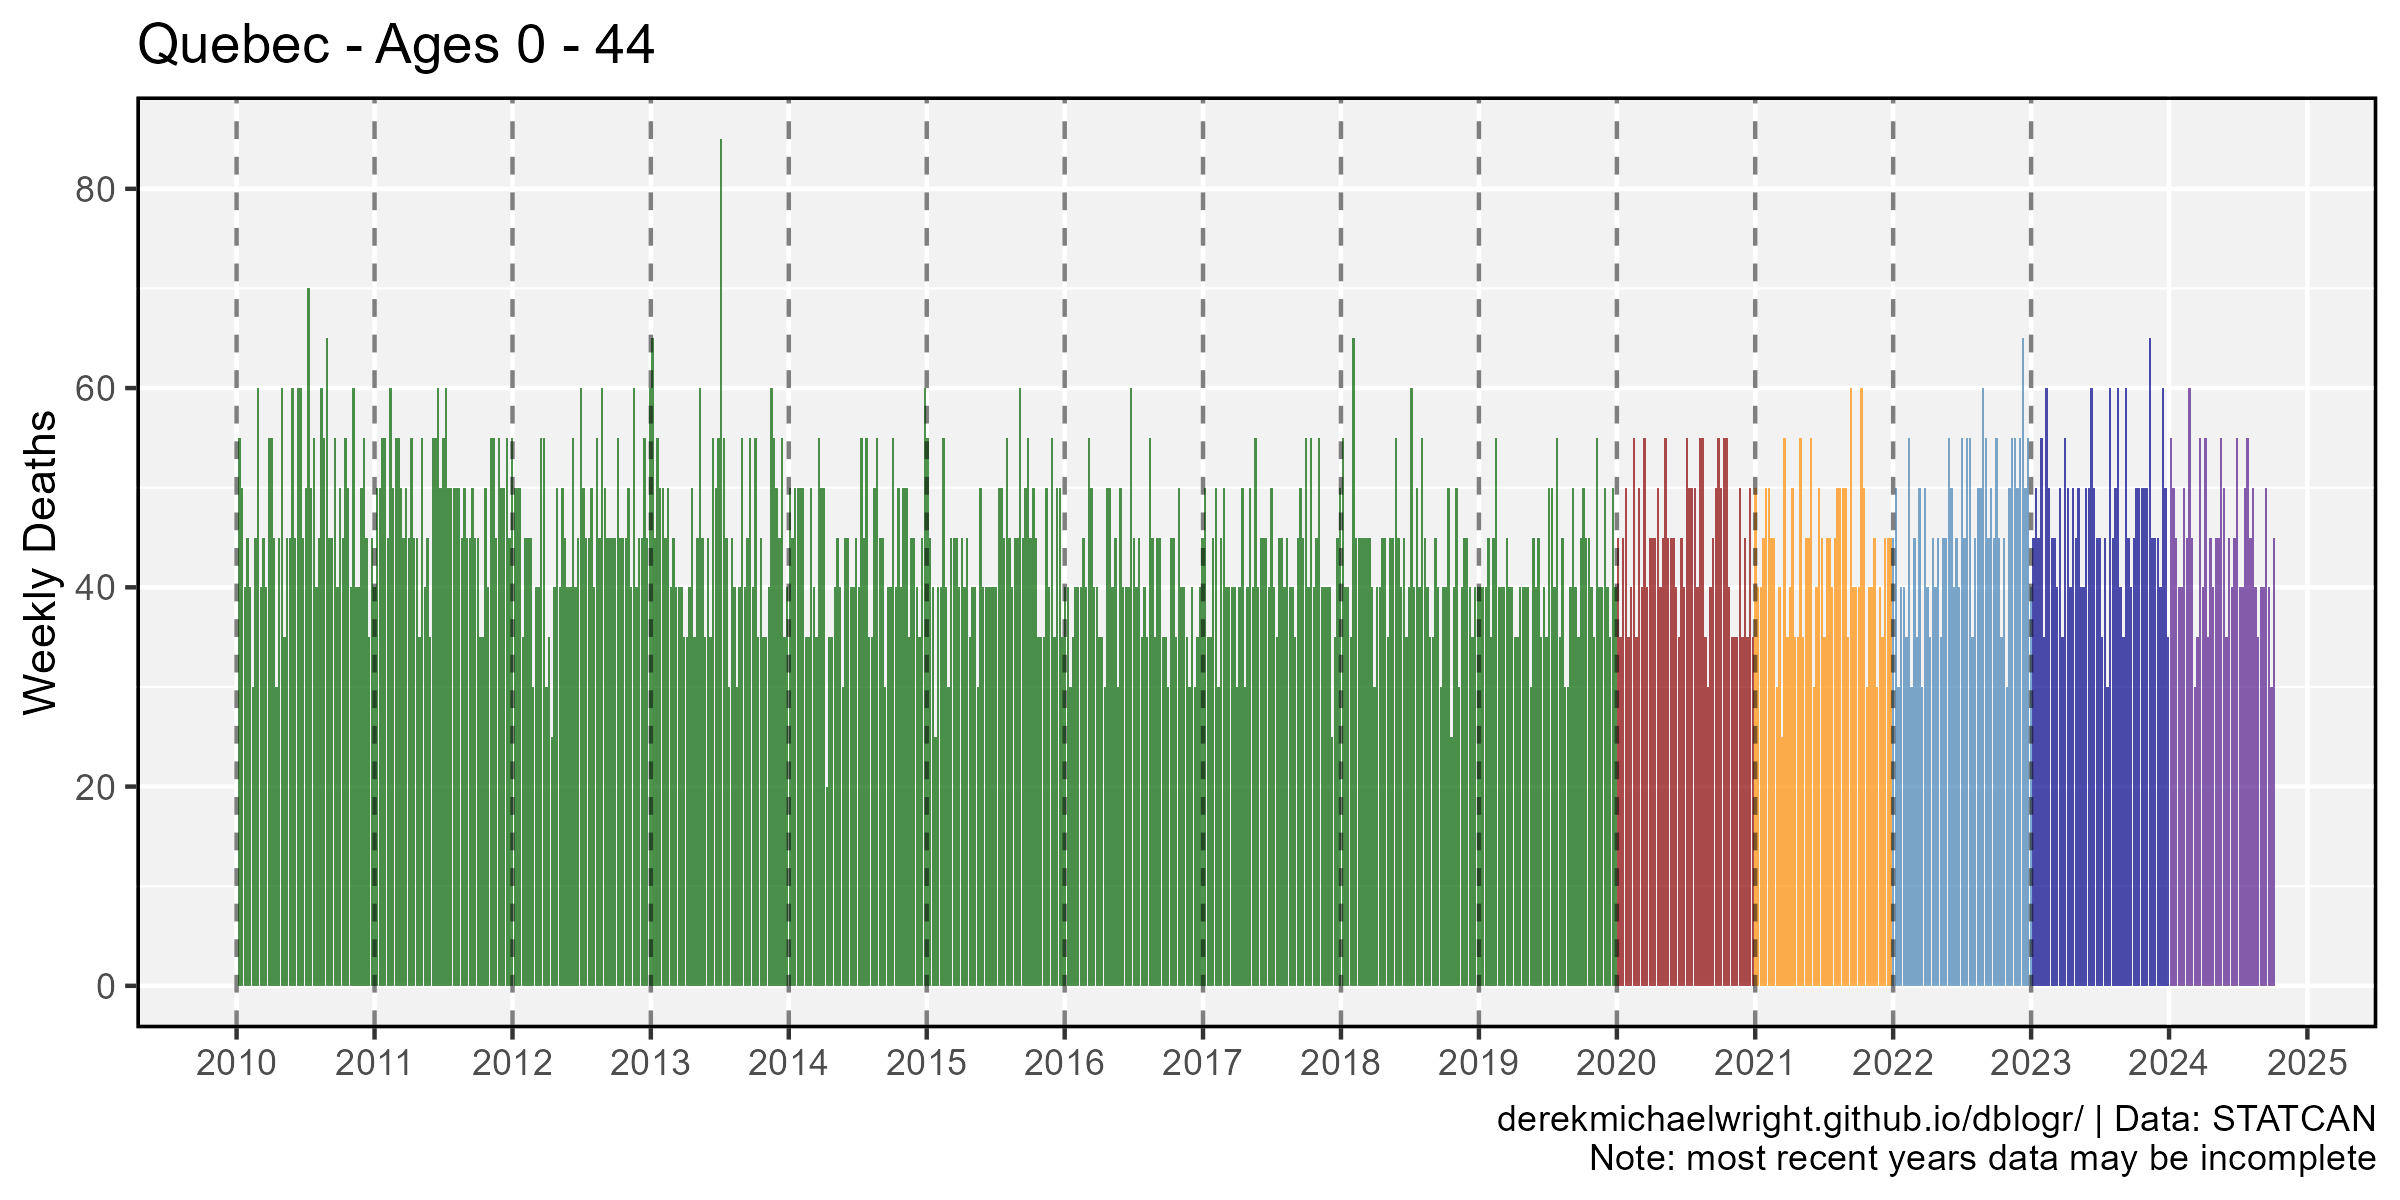 Quebec - Ages 0 - 44
Weekly Deaths
80
60
40
20
0
2010 2011 2012 2013 2014 2015 2016 2017 2018 2019 2020 2021 2022 2023 2024 2025
derekmichaelwright.github.io/dblogr/ | Data: STATCAN
Note: most recent years data may be incomplete